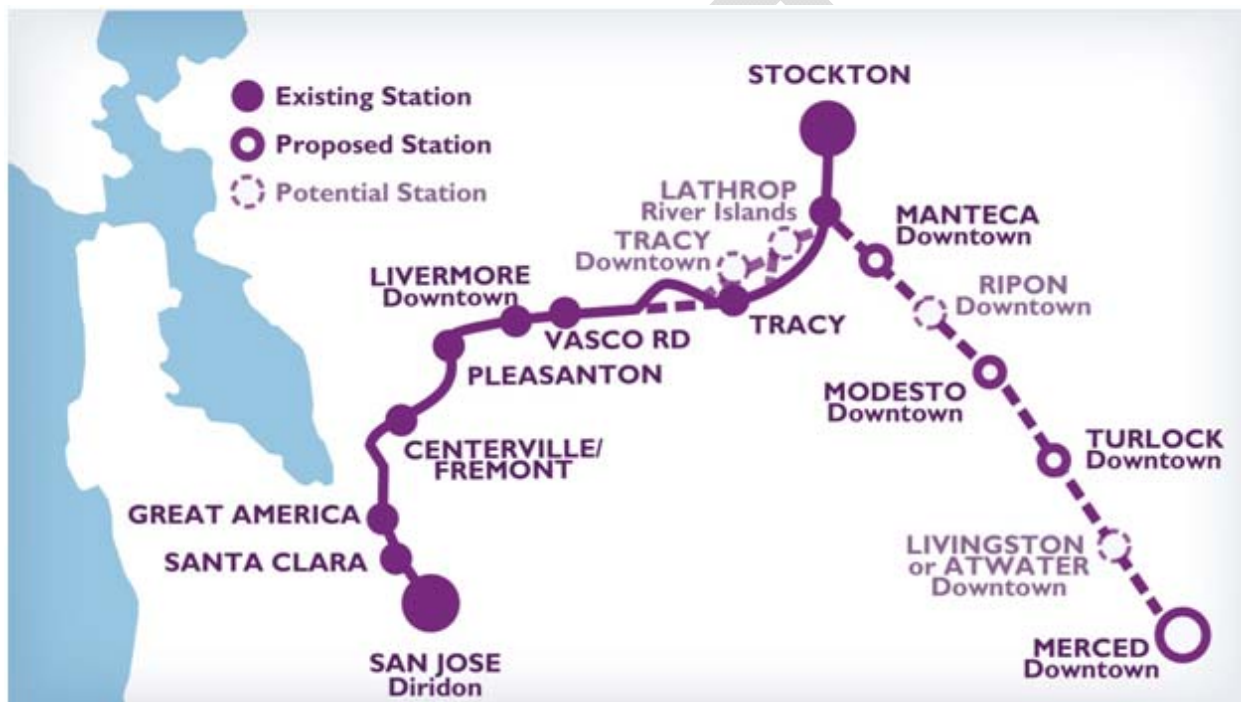 Existing Station
Proposed Station
Potential Station
STOCKTON
LATHROP
River Islands
TRACY
Downtown
MANTECA
Downtown
LIVERMORE
Downtown
RIPON
Downtown
VASCO RD
TRACY
PLEASANTON
MODESTO
Downtown
CENTERVILLE/
FREMONT
TURLOCK
Downtown
GREAT AMERICA
SANTA CLARA
LIVINGSTON
or ATWATER
Downtown
SAN JOSE
Diridon
MERCED
Downtown